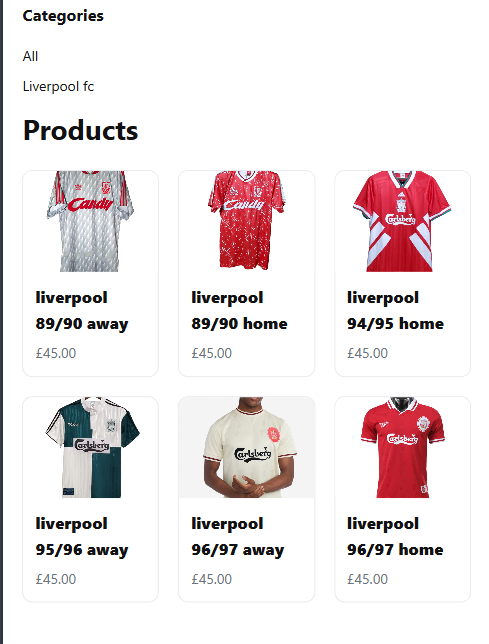 Categories
All
Liverpool fc
Products
Candy
Candy
Carlsberg
liverpool
89/90 away
£45.00
liverpool
89/90 home
£45.00
liverpool
94/95 home
£45.00
Carlsberg
Carlsberg
Carlsberg
liverpool
95/96 away
£45.00
liverpool
96/97 away
£45.00
liverpool
96/97 home
£45.00